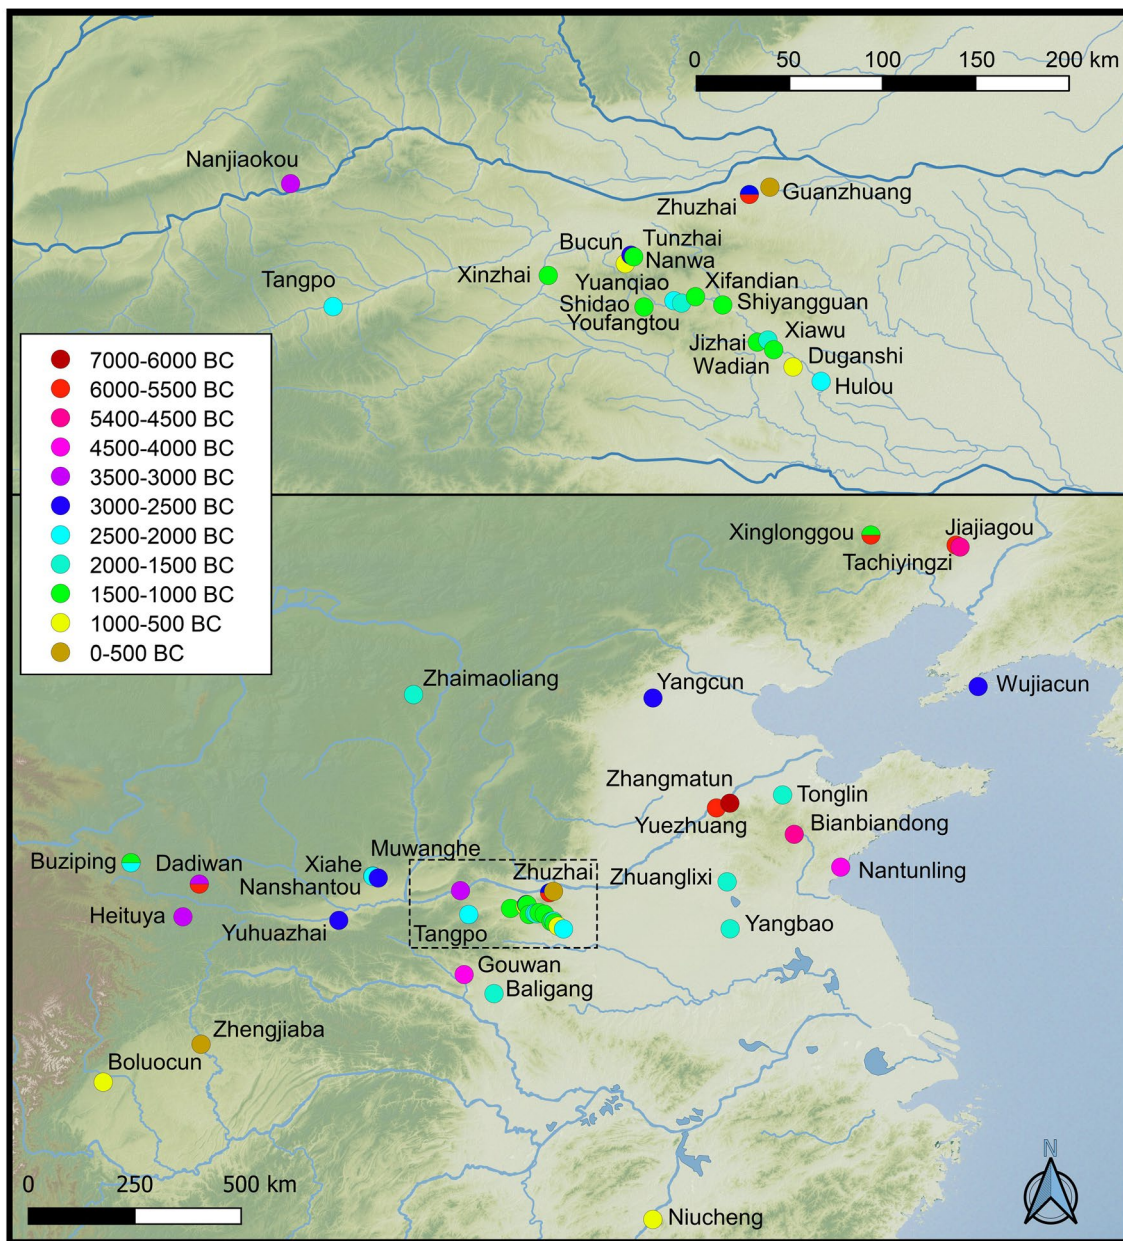 0 50 100 150 200 km
Nanjiaokou
Guanzhuang
Zhuzhai
Bucun
Tunzhai
Nanwa
Xinzhai
Tangpo
Yuanqiao
Xifandian
Shidao
Shiyangguan
Youfangtou
Xiawu
Jizhai
Wadian
Duganshi
Hulou
7000-6000 BC
6000-5500 BC
5400-4500 BC
4500-4000 BC
3500-3000 BC
3000-2500 BC
2500-2000 BC
2000-1500 BC
1500-1000 BC
1000-500 BC
0-500 BC
Xinglonggou
Jiajiagou
Tachiyingzi
Zhaimaoliang
Yangcun
Wujiacun
Zhangmatun
Tonglin
Yuezhuang
Bianbiandong
Muwanghe
Buziping
Dadiwan
Xiahe
Zhuzhai
Nantunling
Nanshantou
Zhuanglixi
Heituya
Yuhuazhai
Tangpo
Yangbao
Gouwan
Baligang
Zhengjiaba
Boluocun
N
0 250 500 km
Niucheng